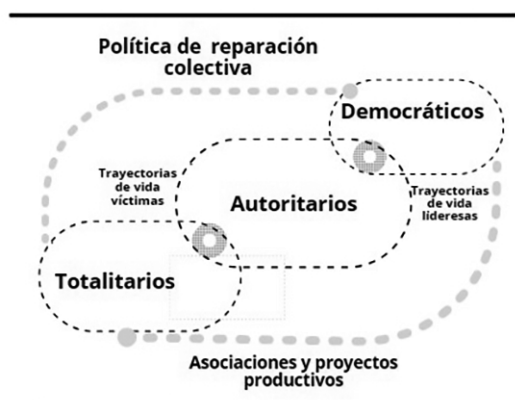 Política de reparación
colectiva
Democráticos
Trayectorias
de vida
víctimas
Autoritarios
Trayectorias
de vida
lideresas
Totalitarios
Asociaciones y proyectos
productivos